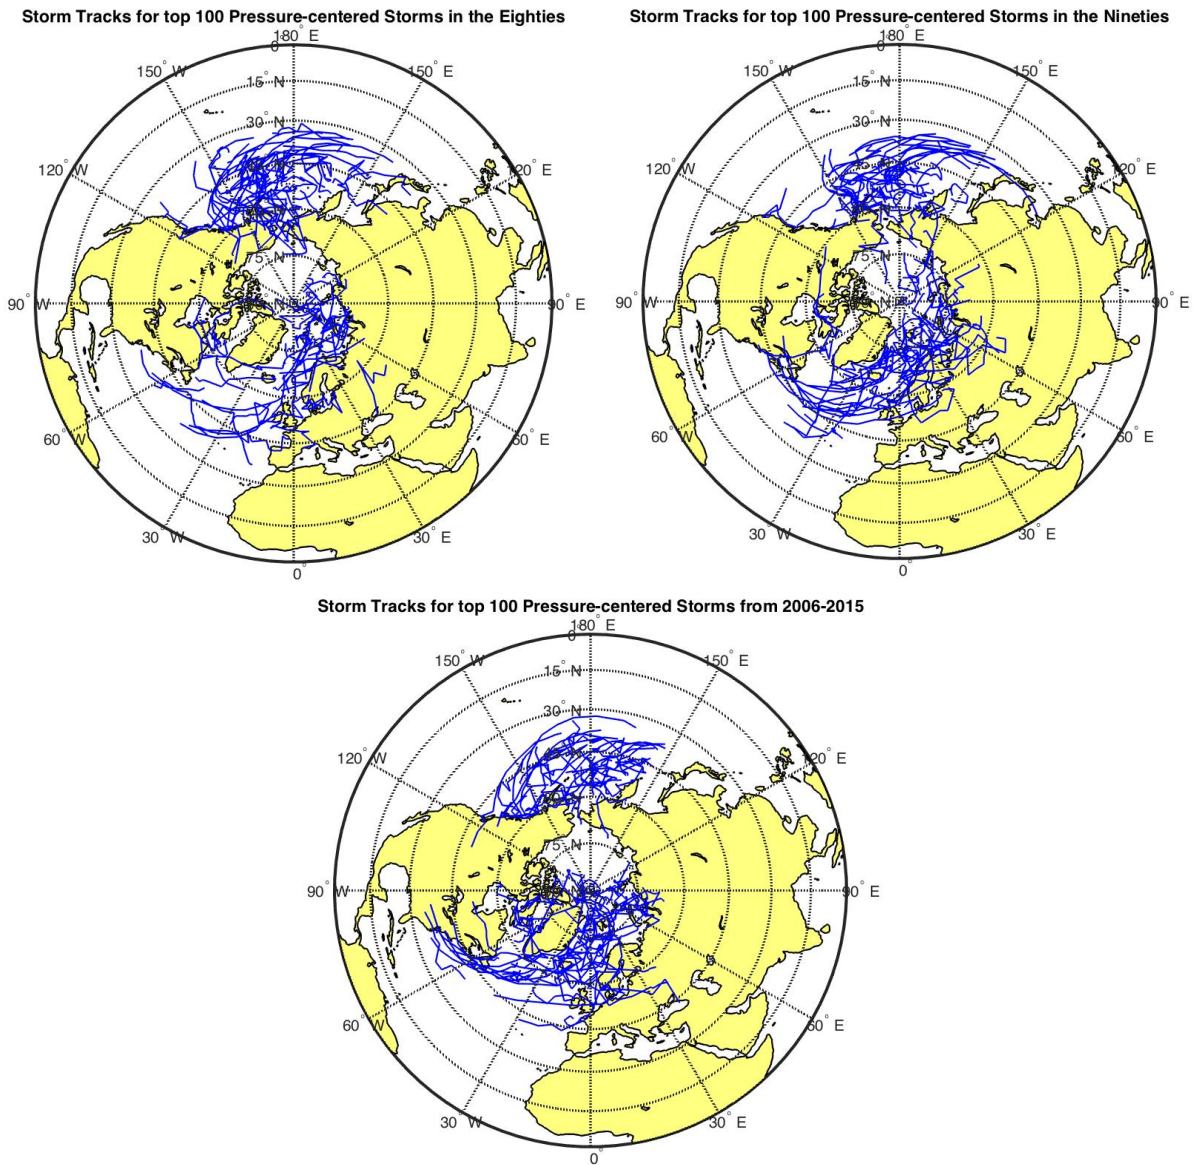 Storm Tracks for top 100 Pressure-centered Storms in the Eighties
180° E
0°
150° W
150° E
15° N
30° N
120° W
120° E
75° N
90° W
90° E
60° W
60° E
30° W
30° E
0°
Storm Tracks for top 100 Pressure-centered Storms in the Nineties
180° E
0°
150° W
150° E
15° N
30° N
120° W
120° E
75° N
90° W
90° E
60° W
60° E
30° W
30° E
0°
Storm Tracks for top 100 Pressure-centered Storms from 2006-2015
180° E
0°
150° W
150° E
15° N
30° N
120° W
120° E
75° N
90° W
90° E
60° W
60° E
30° W
30° E
0°